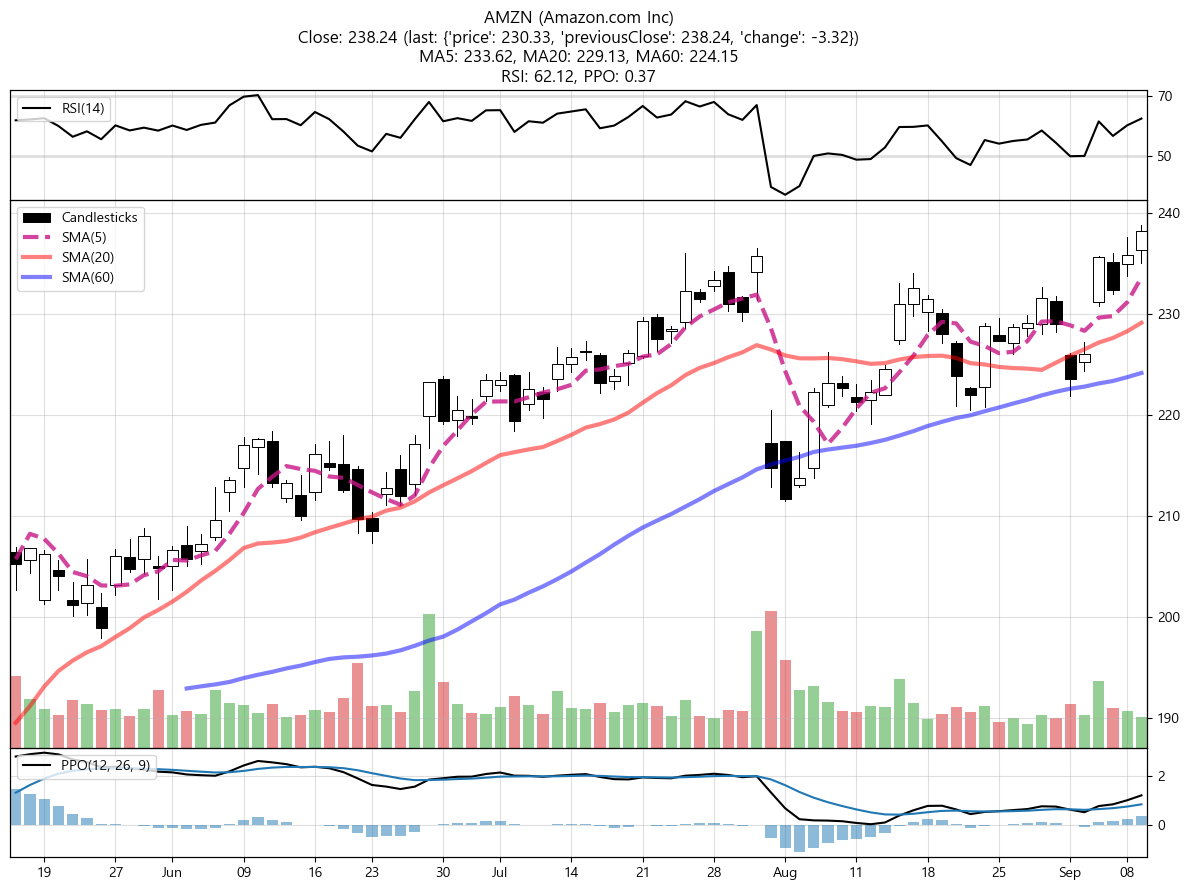 AMZN (Amazon.com Inc)
Close: 238.24 (last: {'price': 230.33, 'previousClose': 238.24, 'change': -3.32})
MA5: 233.62, MA20: 229.13, MA60: 224.15
RSI: 62.12, PPO: 0.37
RSI(14)
70
50
Candlesticks
SMA(5)
SMA(20)
SMA(60)
240
230
220
210
200
190
PPO(12, 26, 9)
2
0
19 27 Jun 09 16 23 30 Jul 14 21 28 Aug 11 18 25 Sep 08